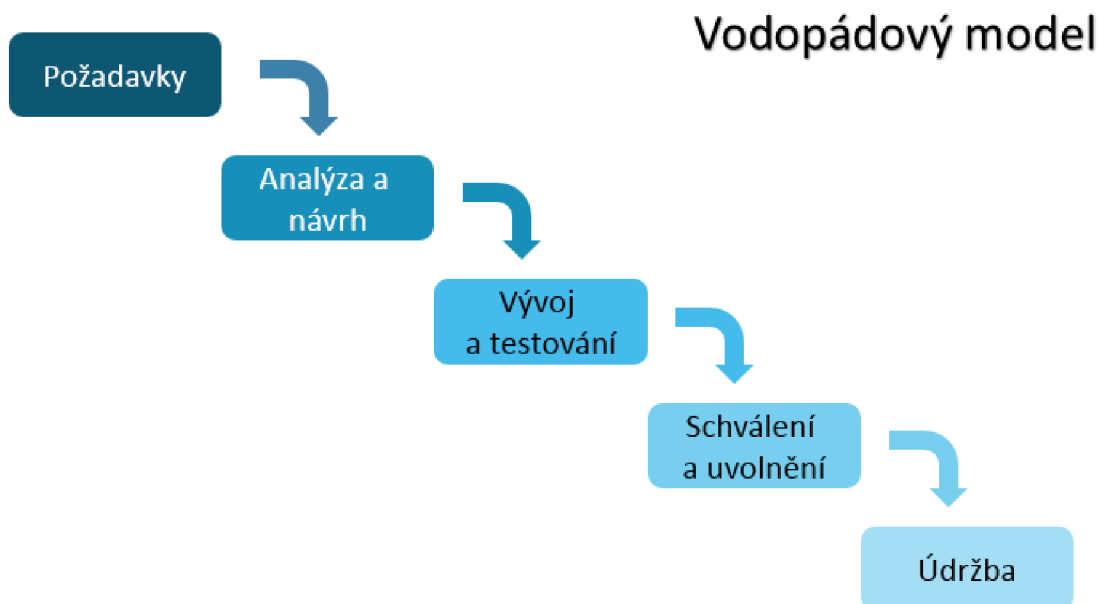 Vodopádový model
Požadavky
Analýza a
návrh
Vývoj
a testování
Schválení
a uvolnění
Údržba